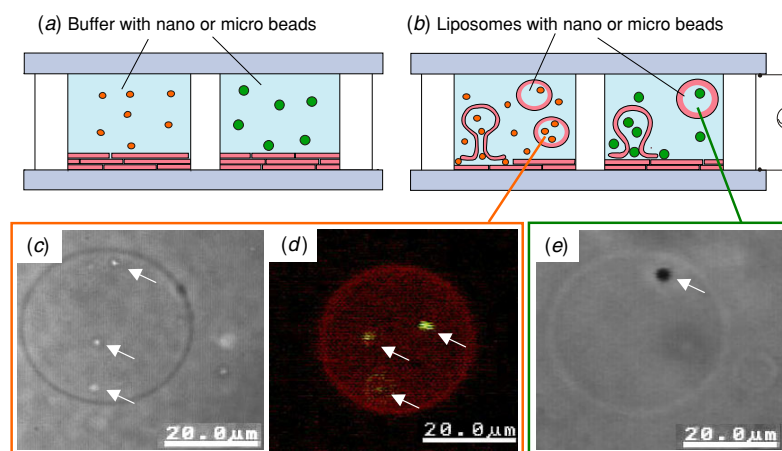 (a) Buffer with nano or micro beads
(b) Liposomes with nano or micro beads
(c)
(d)
(e)
20.0μm
20.0μm
20.0μm